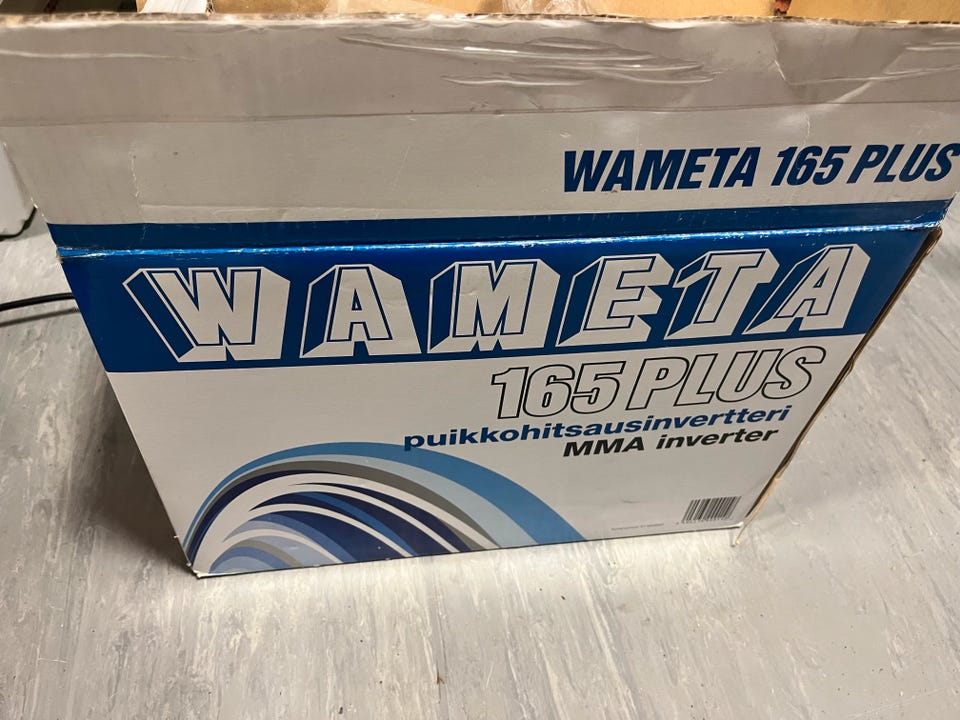 WAMETA 165 PLUS
WAMETA
165 PLUS
puikkohitsausinvertteri
MMA inverter